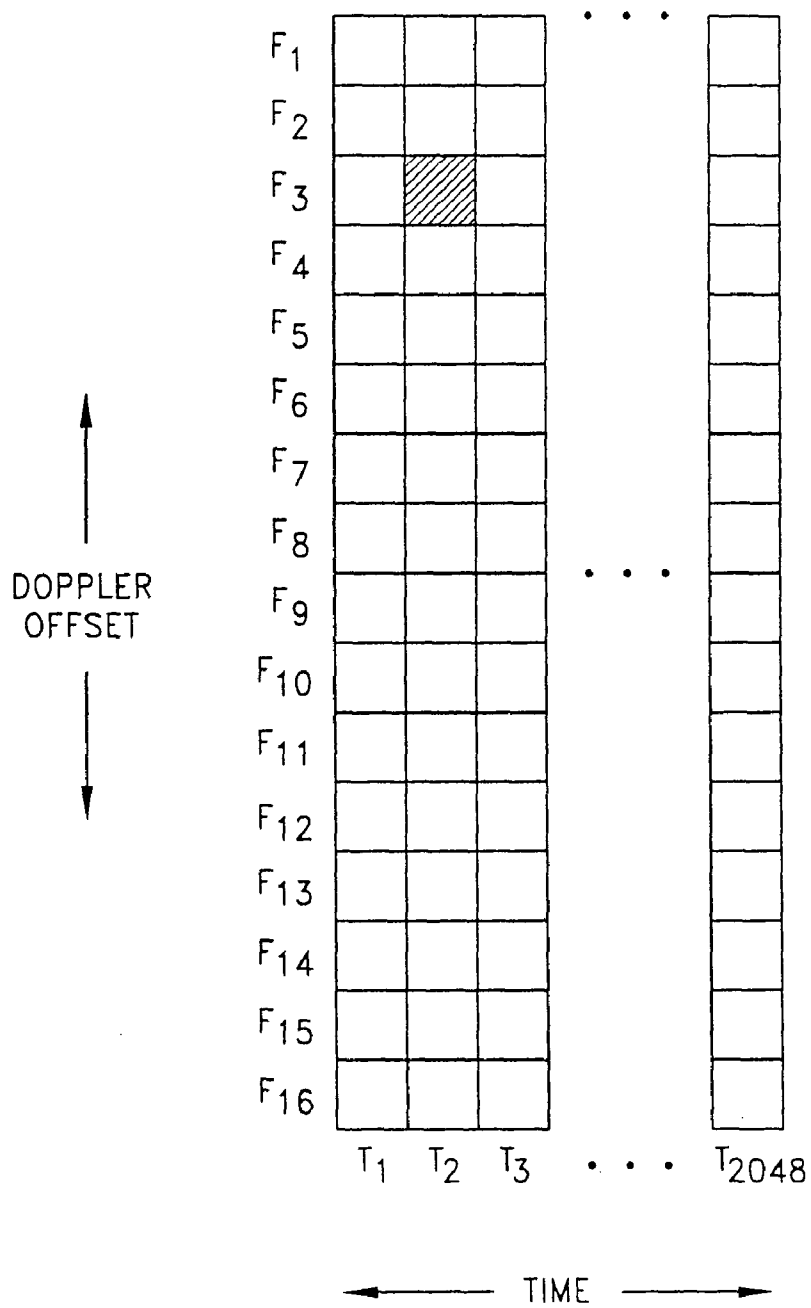 F1
F2
F3
F4
F5
F6
F7
F8
DOPPLER
OFFSET
F9
F10
F11
F12
F13
F14
F15
F16
T1 T2 T3 • • • T2048
TIME